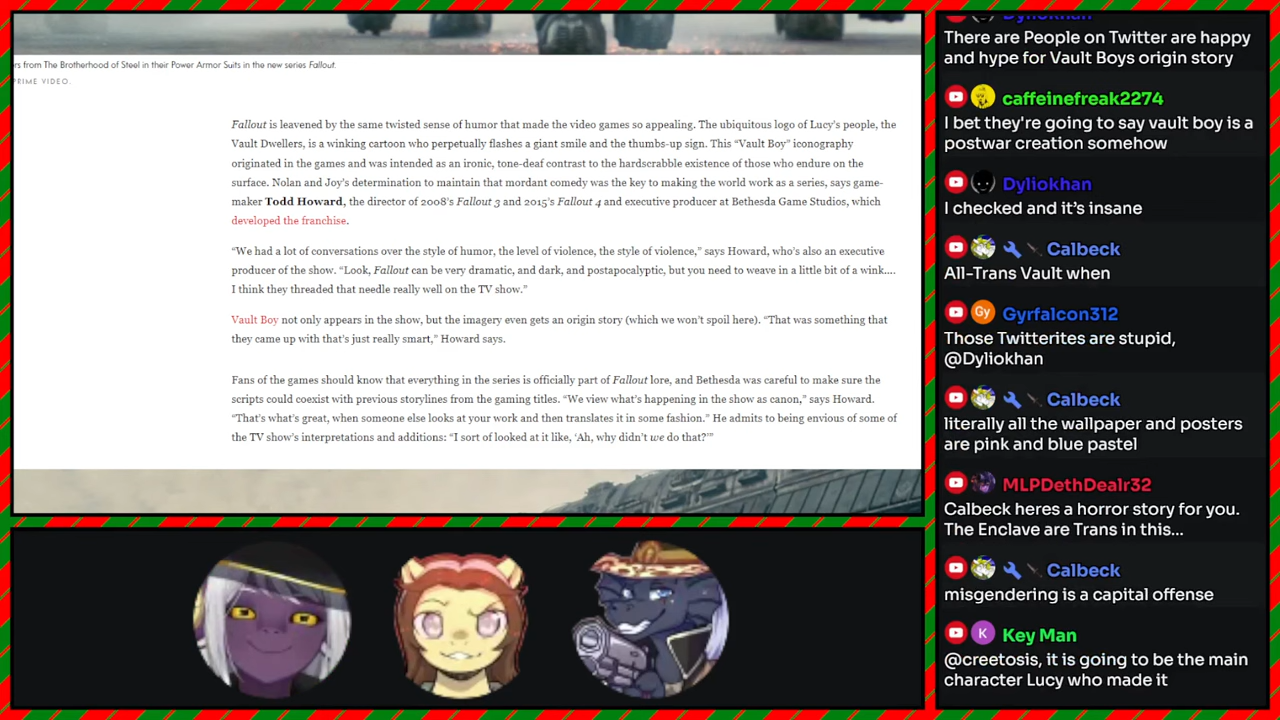 rs from The Brotherhood of Steel in their Power Armor Suits in the new series Fallout.
PRIME VIDEO.
Fallout is leavened by the same twisted sense of humor that made the video games so appealing. The ubiquitous logo of Lucy’s people, the
Vault Dwellers, is a winking cartoon who perpetually flashes a giant smile and the thumbs-up sign. This “Vault Boy” iconography
originated in the games and was intended as an ironic, tone-deaf contrast to the hardscrabble existence of those who endure on the
surface. Nolan and Joy’s determination to maintain that mordant comedy was the key to making the world work as a series, says game-
maker Todd Howard, the director of 2008’s Fallout 3 and 2015’s Fallout 4 and executive producer at Bethesda Game Studios, which
developed the franchise.
“We had a lot of conversations over the style of humor, the level of violence, the style of violence,” says Howard, who’s also an executive
producer of the show. “Look, Fallout can be very dramatic, and dark, and postapocalyptic, but you need to weave in a little bit of a wink....
I think they threaded that needle really well on the TV show.”
Vault Boy not only appears in the show, but the imagery even gets an origin story (which we won’t spoil here). “That was something that
they came up with that’s just really smart,” Howard says.
Fans of the games should know that everything in the series is officially part of Fallout lore, and Bethesda was careful to make sure the
scripts could coexist with previous storylines from the gaming titles. “We view what’s happening in the show as canon,” says Howard.
“That’s what’s great, when someone else looks at your work and then translates it in some fashion.” He admits to being envious of some of
the TV show’s interpretations and additions: “I sort of looked at it like, ‘Ah, why didn’t we do that?’”
Dyliokhan
There are People on Twitter are happy
and hype for Vault Boys origin story
caffeinefreak2274
I bet they're going to say vault boy is a
postwar creation somehow
Dyliokhan
I checked and it’s insane
Calbeck
All-Trans Vault when
Gy Gyrfalcon312
Those Twitterites are stupid,
@Dyliokhan
Calbeck
literally all the wallpaper and posters
are pink and blue pastel
MLPDethDealr32
Calbeck heres a horror story for you.
The Enclave are Trans in this...
Calbeck
misgendering is a capital offense
K Key Man
@creetosis, it is going to be the main
character Lucy who made it